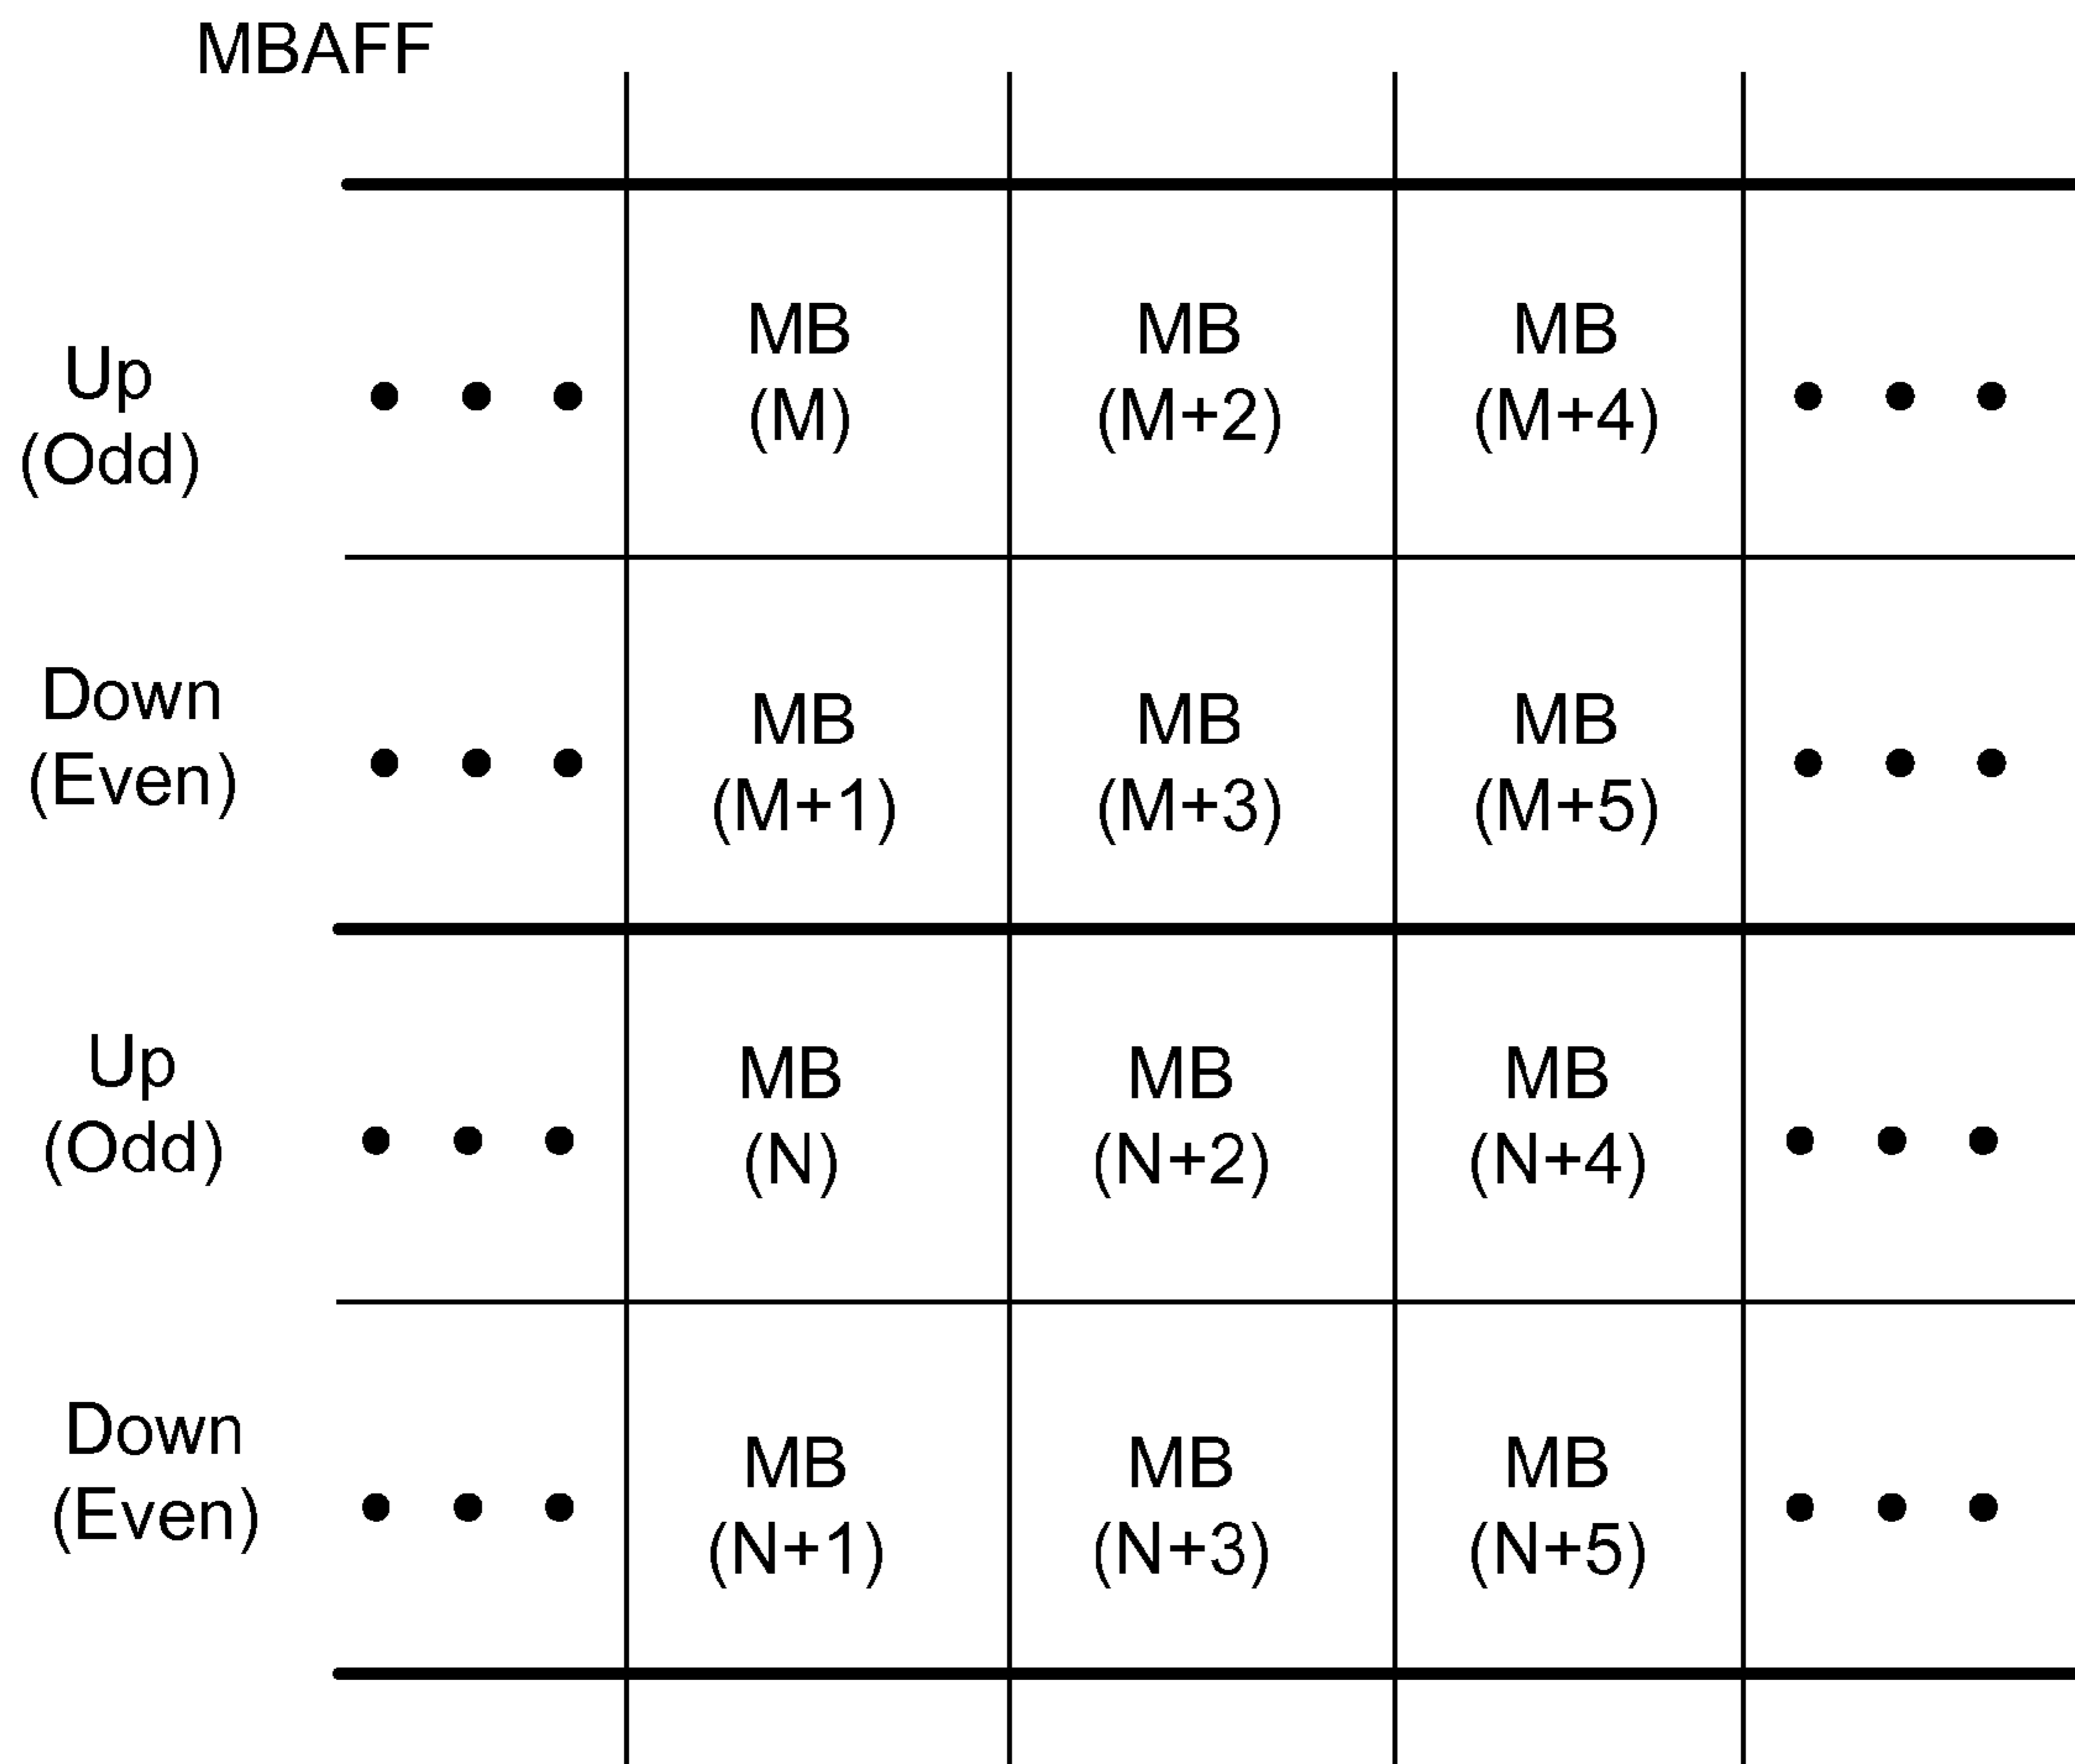 MBAFF
Up
(Odd)
MB
(M)
MB
(M+2)
MB
(M+4)
Down
(Even)
MB
(M+1)
MB
(M+3)
MB
(M+5)
Up
(Odd)
MB
(N)
MB
(N+2)
MB
(N+4)
Down
(Even)
MB
(N+1)
MB
(N+3)
MB
(N+5)